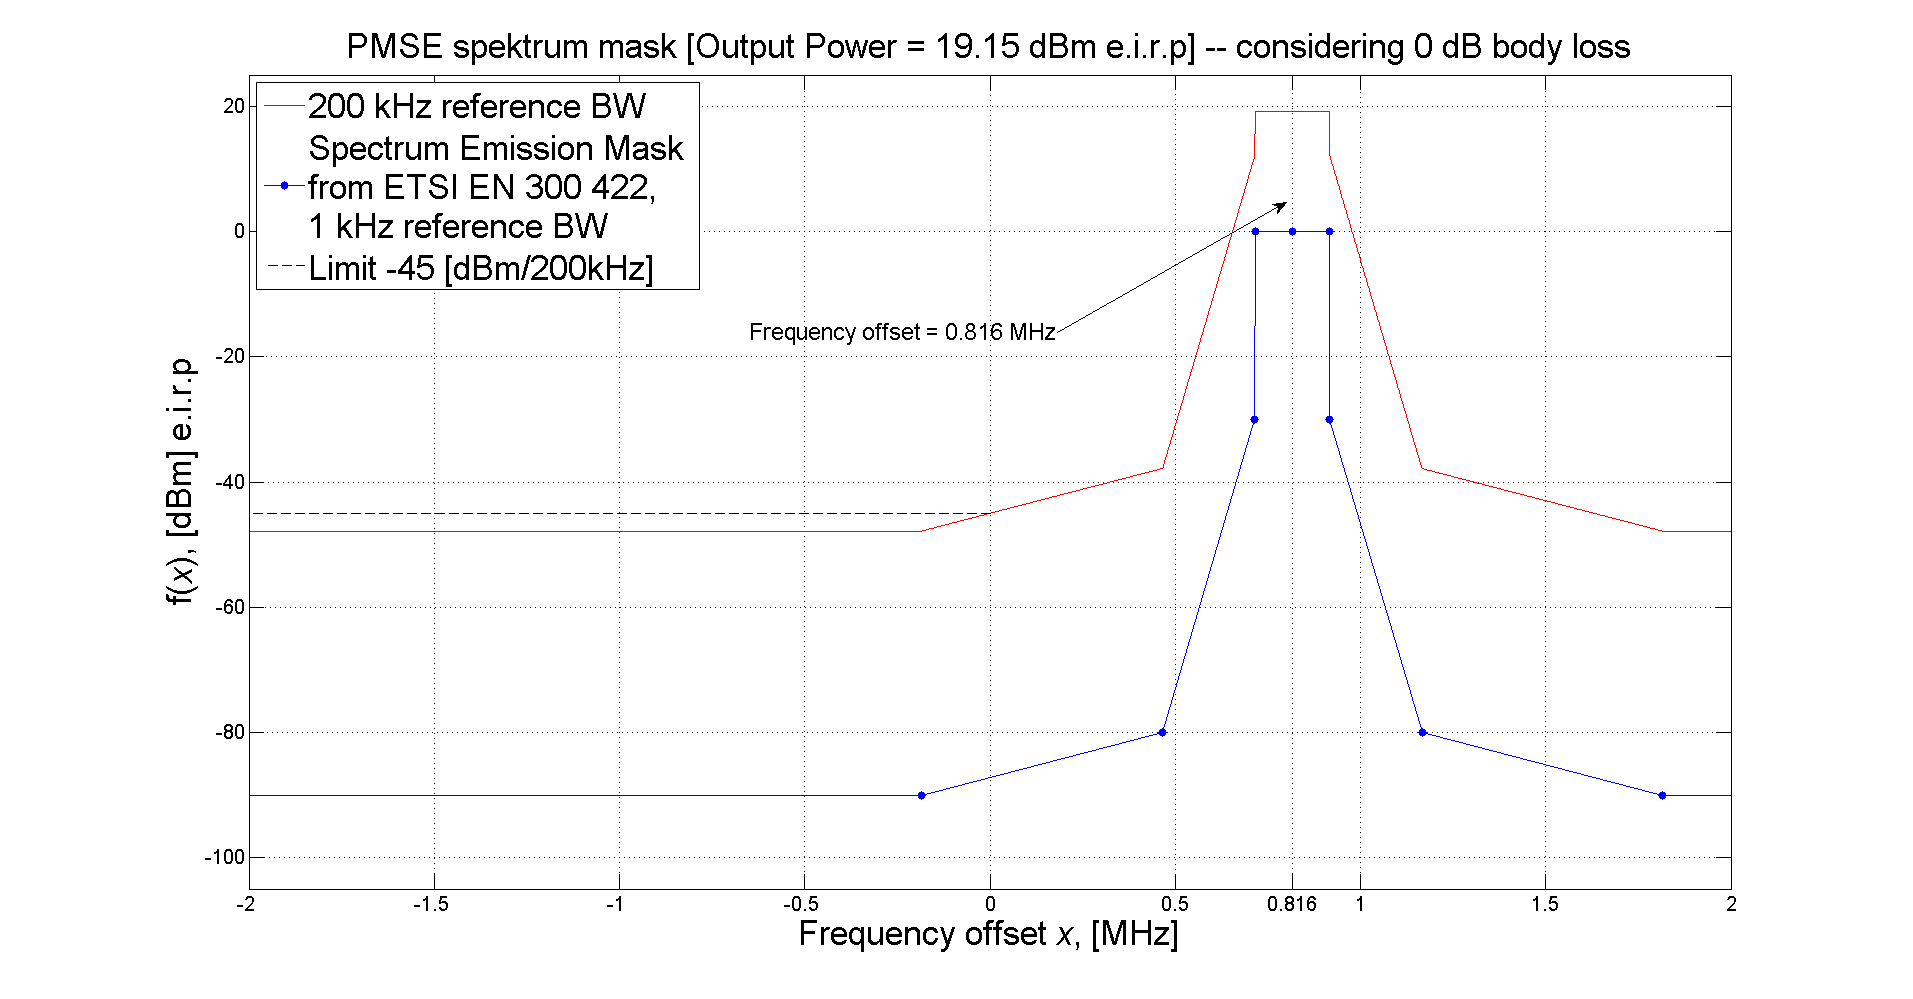 PMSE spektrum mask [Output Power = 19.15 dBm e.i.r.p] -- considering 0 dB body loss
200 kHz reference BW
Spectrum Emission Mask
from ETSI EN 300 422,
1 kHz reference BW
Limit -45 [dBm/200kHz]
Frequency offset = 0.816 MHz
f(x), [dBm] e.i.r.p
20
0
-20
-40
-60
-80
-100
-2 -1.5 -1 -0.5 0 0.5 0.816 1 1.5 2
Frequency offset x, [MHz]